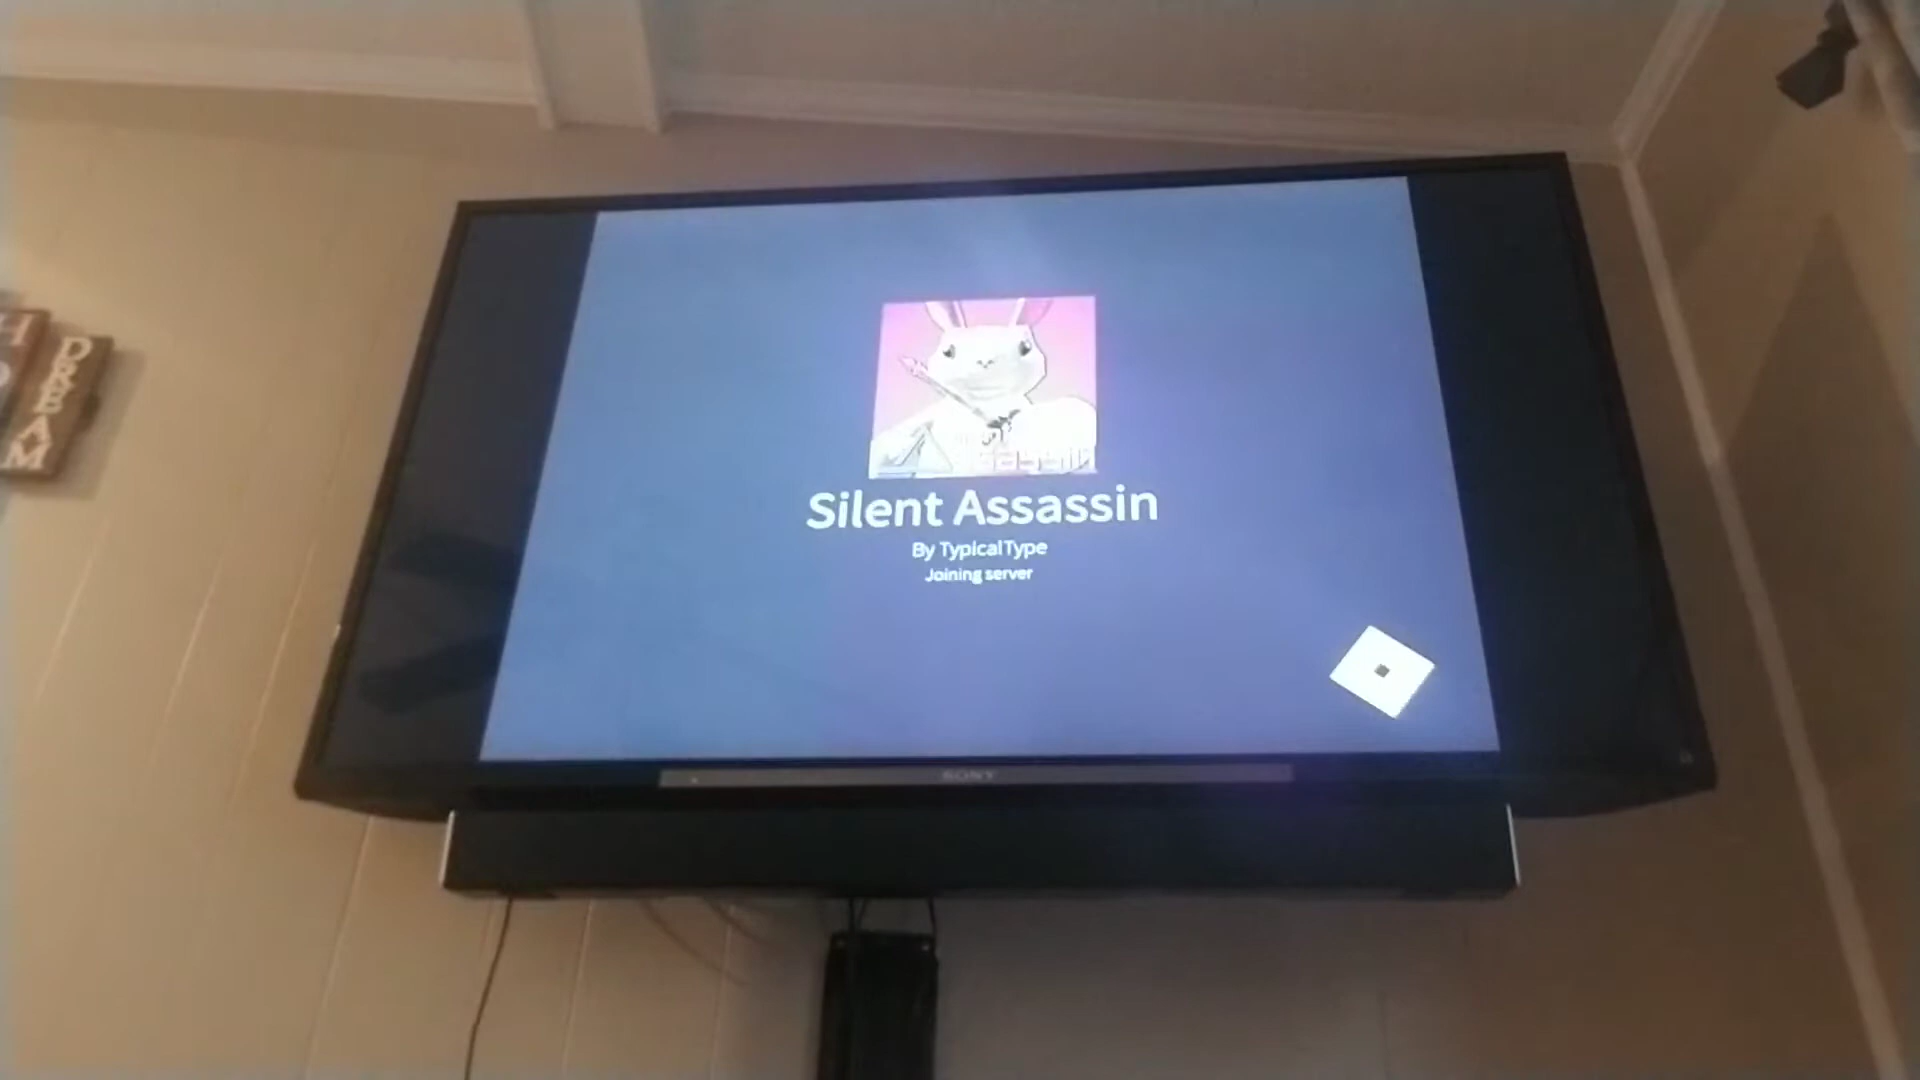 H
DREAM
Silent Assassin
By TypicalType
Joining server
SONY